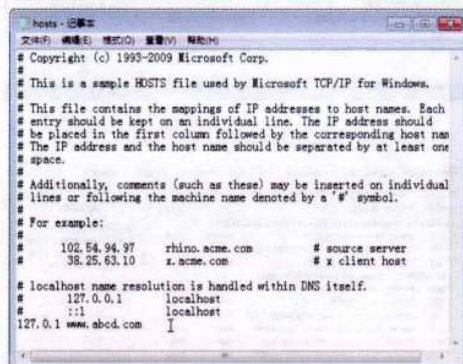 hosts - 记事本
文件(F) 编辑(E) 格式(O) 查看(V) 帮助(H)
# Copyright (c) 1993-2009 Microsoft Corp.
#
# This is a sample HOSTS file used by Microsoft TCP/IP for Windows.
#
# This file contains the mappings of IP addresses to host names. Each
# entry should be kept on an individual line. The IP address should
# be placed in the first column followed by the corresponding host nam
# The IP address and the host name should be separated by at least one
# space.
#
# Additionally, comments (such as these) may be inserted on individual
# lines or following the machine name denoted by a '#' symbol.
#
# For example:
#
# 102.54.94.97 rhino.acme.com # source server
# 38.25.63.10 x.acme.com # x client host
# localhost name resolution is handled within DNS itself.
# 127.0.0.1 localhost
# ::1 localhost
127.0.1 www.abcd.com